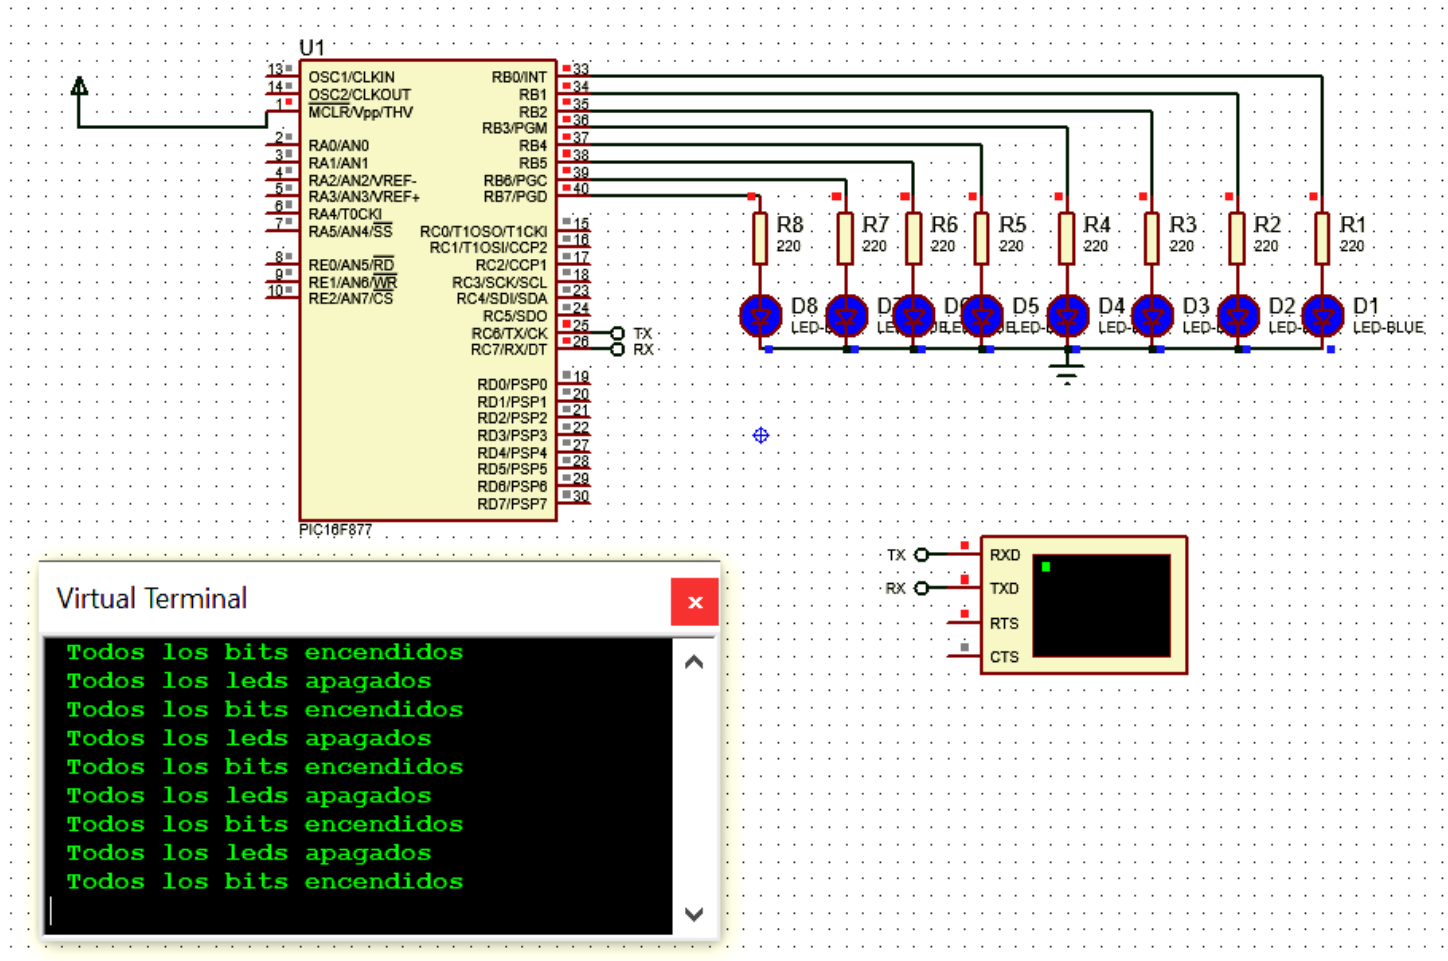 U1
13 OSC1/CLKIN RB0/INT 33
14 OSC2/CLKOUT RB1 34
1 MCLR/Vpp/THV RB2 35
RB3/PGM 36
2 RA0/AN0 RB4 37
3 RA1/AN1 RB5 38
4 RA2/AN2/VREF- RB6/PGC 39
5 RA3/AN3/VREF+ RB7/PGD 40
6 RA4/T0CKI
7 RA5/AN4/SS RC0/T1OSO/T1CKI 15
RC1/T1OSI/CCP2 16
8 RE0/AN5/RD RC2/CCP1 17
9 RE1/AN6/WR RC3/SCK/SCL 18
10 RE2/AN7/CS RC4/SDI/SDA 23
RC5/SDO 24
RC6/TX/CK 25 TX
RC7/RX/DT 26 RX
RD0/PSP0 19
RD1/PSP1 20
RD2/PSP2 21
RD3/PSP3 22
RD4/PSP4 27
RD5/PSP5 28
RD6/PSP6 29
RD7/PSP7 30
PIC16F877
R8 R7 R6 R5 R4 R3 R2 R1
220 220 220 220 220 220 220 220
D8 D5 D4 D3 D2 D1
LED-BLUE
TX RXD
RX TXD
RTS
CTS
Virtual Terminal
x
Todos los bits encendidos
Todos los leds apagados
Todos los bits encendidos
Todos los leds apagados
Todos los bits encendidos
Todos los leds apagados
Todos los bits encendidos
Todos los leds apagados
Todos los bits encendidos